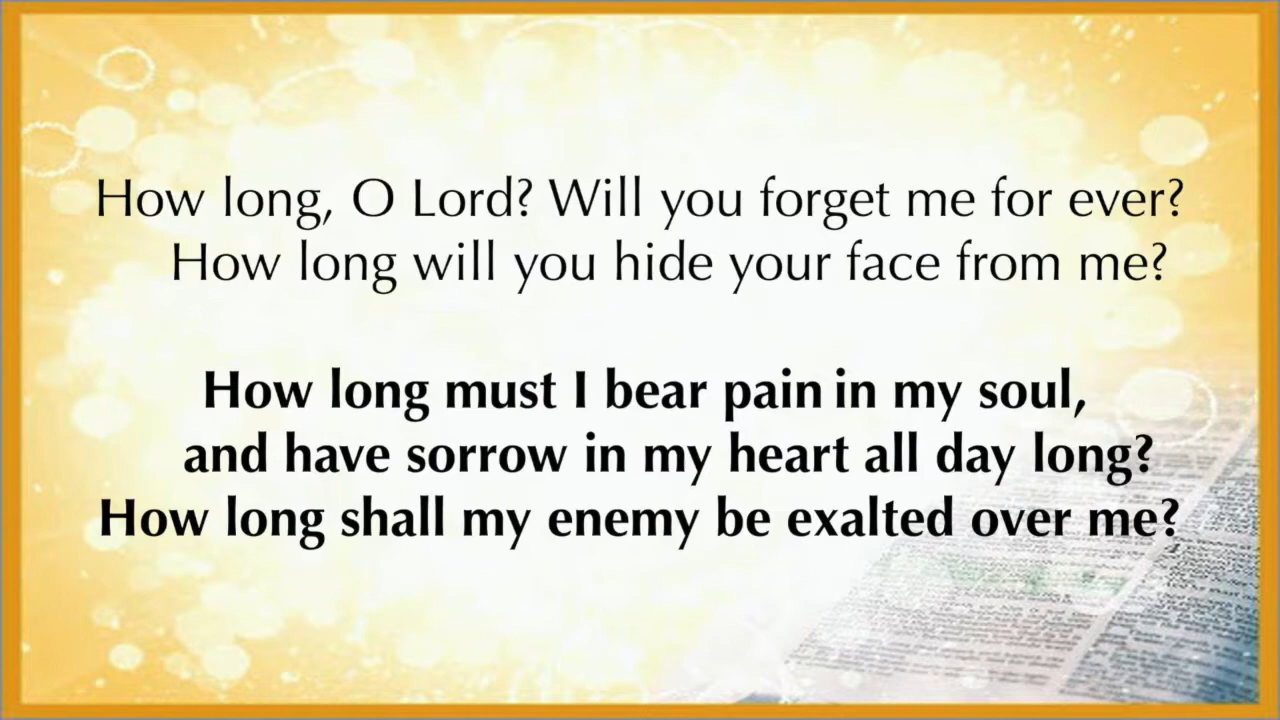 How long, O Lord? Will you forget me for ever?
How long will you hide your face from me?
How long must I bear pain in my soul,
and have sorrow in my heart all day long?
How long shall my enemy be exalted over me?